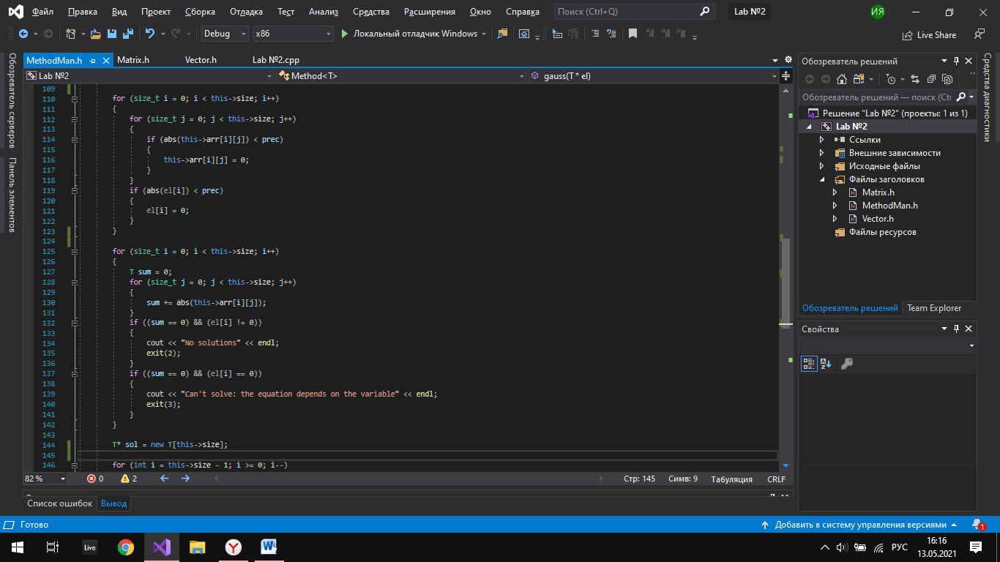 Файл Правка Вид Проект Сборка Отладка Тест Анализ Средства Расширения Окно Справка Поиск (Ctrl+Q) Lab №2 ИЯ
Debug x86 Локальный отладчик Windows Live Share
Обозреватель серверов
Панель элементов
MethodMan.h Matrix.h Vector.h Lab №2.cpp
Lab №2 Method<T> gauss(T * el)
109
110 for (size_t i = 0; i < this->size; i++)
111 {
112 for (size_t j = 0; j < this->size; j++)
113 {
114 if (abs(this->arr[i][j]) < prec)
115 {
116 this->arr[i][j] = 0;
117 }
118 }
119 if (abs(el[i]) < prec)
120 {
121 el[i] = 0;
122 }
123 }
124
125 for (size_t i = 0; i < this->size; i++)
126 {
127 T sum = 0;
128 for (size_t j = 0; j < this->size; j++)
129 {
130 sum += abs(this->arr[i][j]);
131 }
132 if ((sum == 0) && (el[i] != 0))
133 {
134 cout << "No solutions" << endl;
135 exit(2);
136 }
137 if ((sum == 0) && (el[i] == 0))
138 {
139 cout << "Can't solve: the equation depends on the variable" << endl;
140 exit(3);
141 }
142 }
143
144 T* sol = new T[this->size];
145
146 for (int i = this->size - 1; i >= 0; i--)
82 % 0 2 Стр: 145 Симв: 9 Табуляция CRLF
Список ошибок Вывод
Обозреватель решений
Обозреватель решений — поиск (Ctrl
Решение "Lab №2" (проекты: 1 из 1)
Lab №2
Ссылки
Внешние зависимости
Исходные файлы
Файлы заголовков
Matrix.h
MethodMan.h
Vector.h
Файлы ресурсов
Обозреватель решений Team Explorer
Свойства
Средства диагностики
Готово Добавить в систему управления версиями 1
Live РУС 16:16
13.05.2021